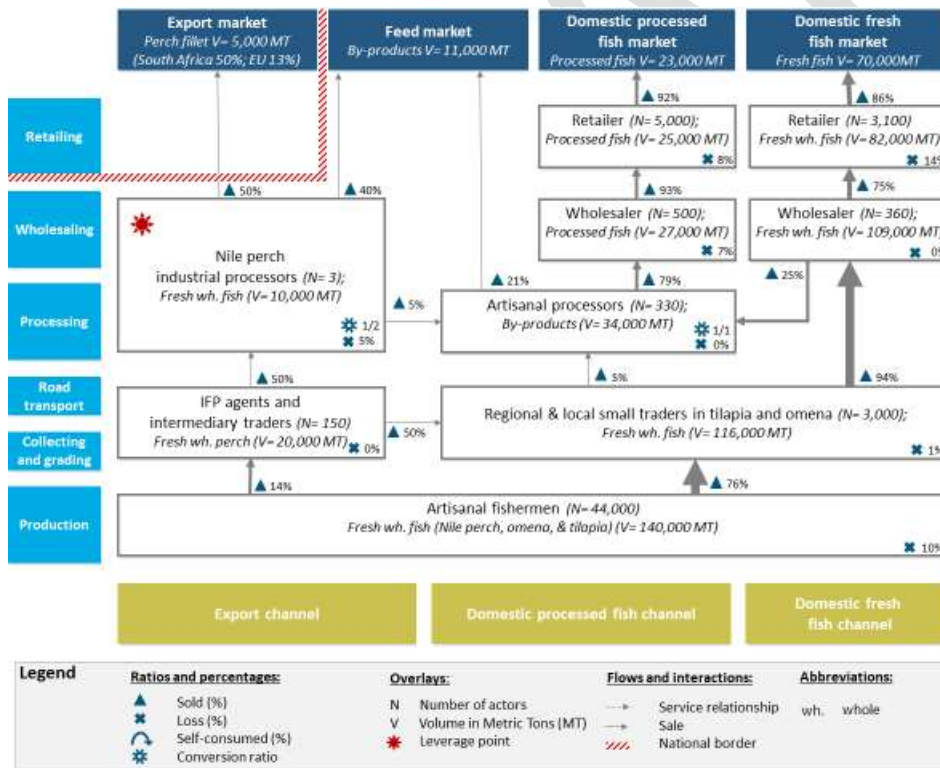 Export market
Perch fillet V= 5,000 MT
(South Africa 50%; EU 13%)
Feed market
By-products V= 11,000 MT
Domestic processed
fish market
Processed fish V= 23,000 MT
Domestic fresh
fish market
Fresh fish V= 70,000MT
92%
86%
Retailing
Retailer (N= 5,000);
Processed fish (V= 25,000 MT)
8%
Retailer (N= 3,100)
Fresh wh. fish (V= 82,000 MT)
14%
50%
40%
93%
75%
Wholesaling
Nile perch
industrial processors (N= 3);
Fresh wh. fish (V= 10,000 MT)
1/2
5%
Wholesaler (N= 500);
Processed fish (V= 27,000 MT)
7%
Wholesaler (N= 360);
Fresh wh. fish (V= 109,000 MT)
0%
21%
79%
25%
Processing
5%
Artisanal processors (N= 330);
By-products (V= 34,000 MT)
1/1
0%
50%
5%
94%
Road
transport
Collecting
and grading
IFP agents and
intermediary traders (N= 150)
Fresh wh. perch (V= 20,000 MT)
0%
50%
Regional & local small traders in tilapia and omena (N= 3,000);
Fresh wh. fish (V= 116,000 MT)
1%
14%
76%
Production
Artisanal fishermen (N= 44,000)
Fresh wh. fish (Nile perch, omena, & tilapia) (V= 140,000 MT)
10%
Export channel
Domestic processed fish channel
Domestic fresh
fish channel
Legend
Ratios and percentages:
Sold (%)
Loss (%)
Self-consumed (%)
Conversion ratio
Overlays:
N Number of actors
V Volume in Metric Tons (MT)
Leverage point
Flows and interactions:
Service relationship
Sale
National border
Abbreviations:
wh. whole